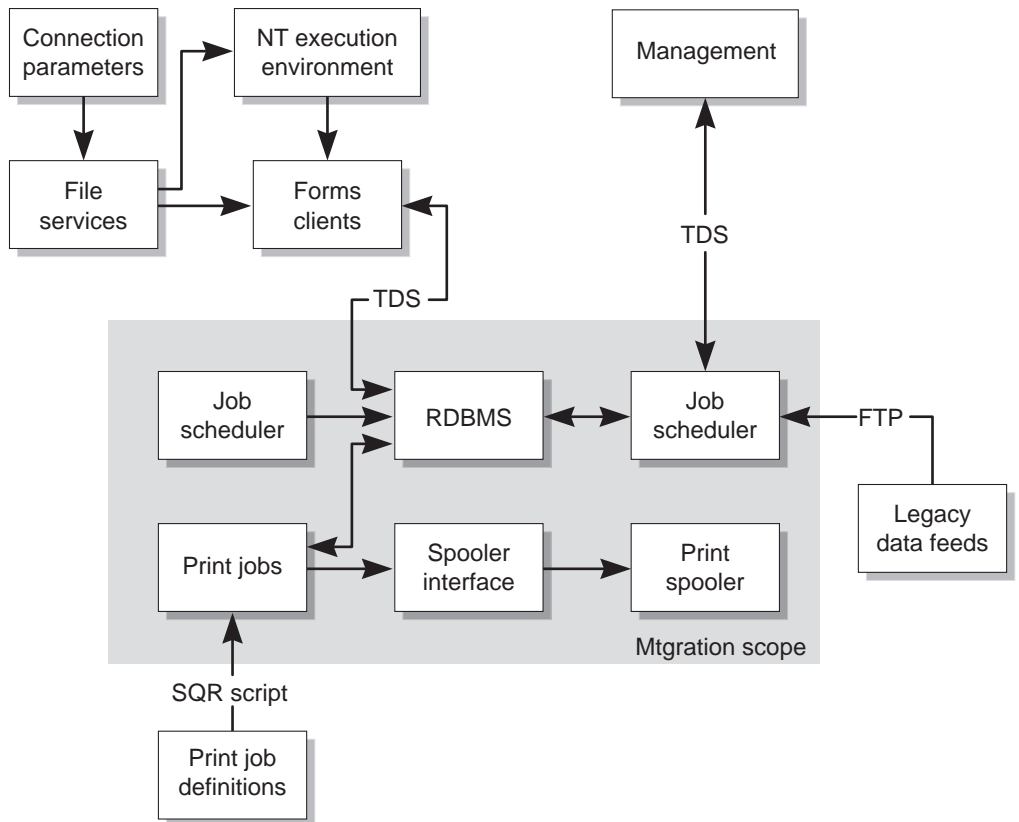 Connection
parameters
NT execution
environment
Management
File
services
Forms
clients
TDS
TDS
Job
scheduler
RDBMS
Job
scheduler
FTP
Legacy
data feeds
Print jobs
Spooler
interface
Print
spooler
Mtgration scope
SQR script
Print job
definitions